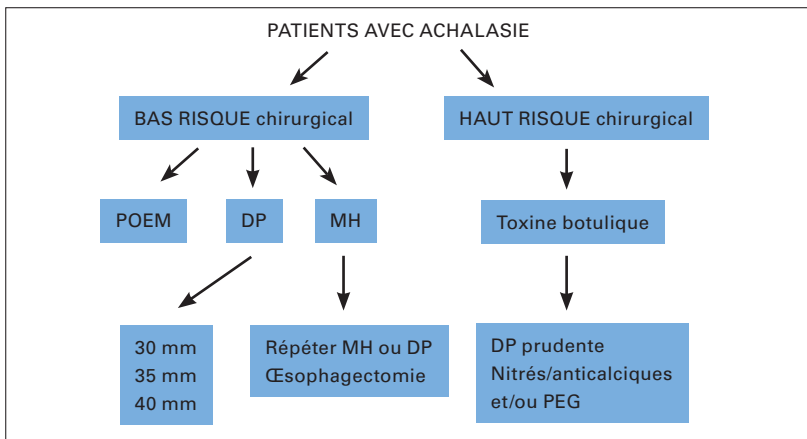 PATIENTS AVEC ACHALASIE
BAS RISQUE chirurgical
HAUT RISQUE chirurgical
POEM
DP
MH
Toxine botulique
30 mm
35 mm
40 mm
Répéter MH ou DP
Œsophagectomie
DP prudente
Nitrés/anticalciques
et/ou PEG